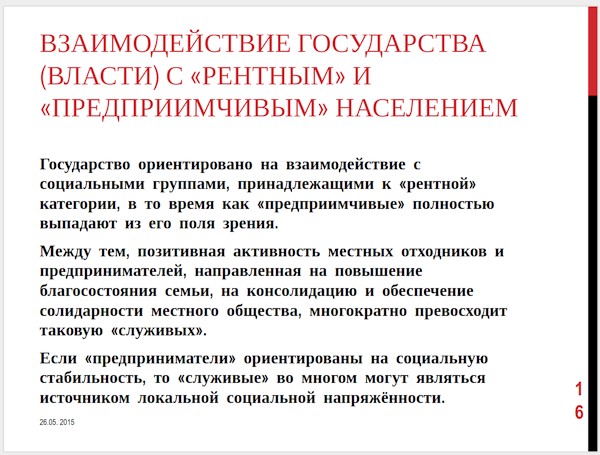 ВЗАИМОДЕЙСТВИЕ ГОСУДАРСТВА
(ВЛАСТИ) С «РЕНТНЫМ» И
«ПРЕДПРИИМЧИВЫМ» НАСЕЛЕНИЕМ
Государство ориентировано на взаимодействие с
социальными группами, принадлежащими к «рентной»
категории, в то время как «предприимчивые» полностью
выпадают из его поля зрения.
Между тем, позитивная активность местных отходников и
предпринимателей, направленная на повышение
благосостояния семьи, на консолидацию и обеспечение
солидарности местного общества, многократно превосходит
таковую «служивых».
Если «предприниматели» ориентированы на социальную
стабильность, то «служивые» во многом могут являться
источником локальной социальной напряжённости.
26.05. 2015
1
6